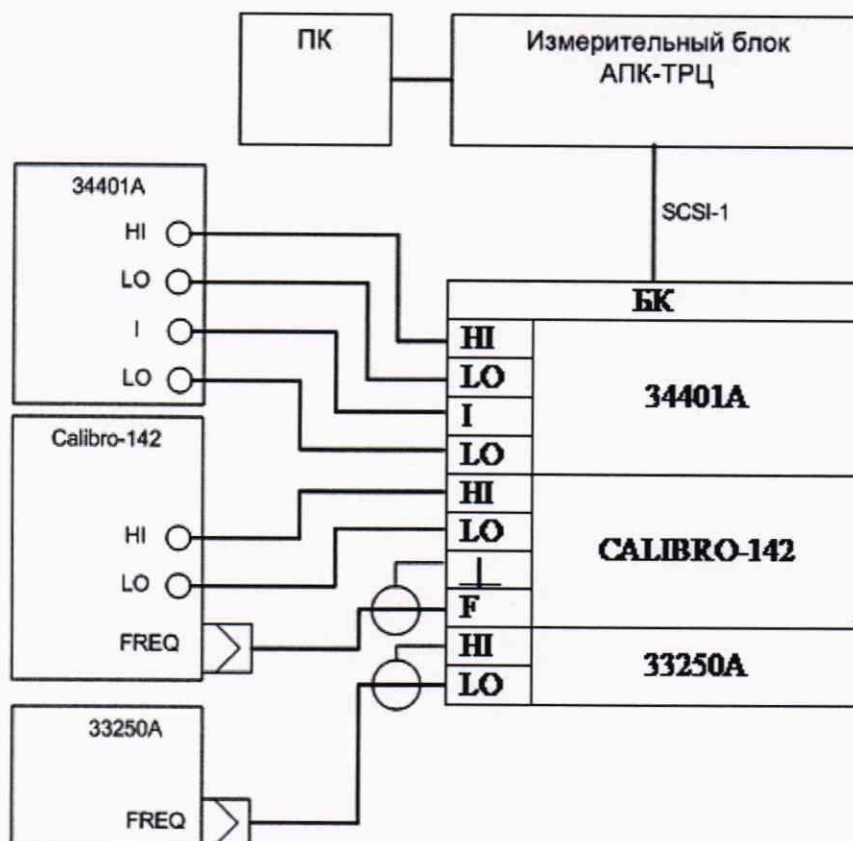 ПК
Измерительный блок
АПК-ТРЦ
SCSI-1
34401A
HI
LO
I
LO
Calibro-142
HI
LO
FREQ
33250A
FREQ
БК
HI
LO
I
LO
34401A
HI
LO
⊥
F
CALIBRO-142
HI
LO
33250A